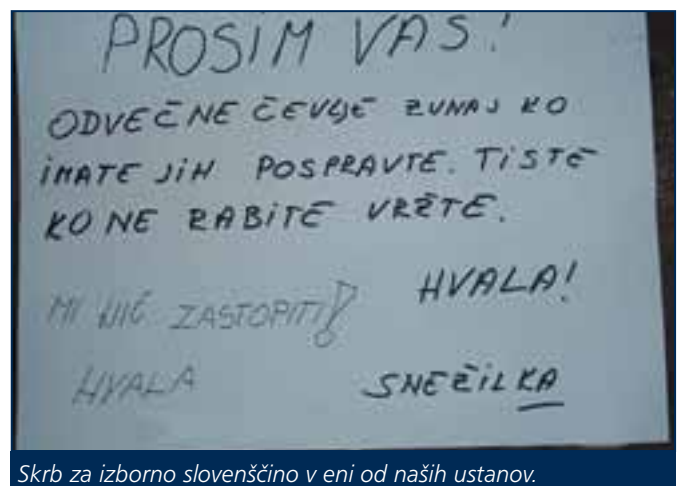 PROSIM VAS!
ODVEČNE ČEVLJE ZUNAJ KO
iMATE JiH POSPRAVTE. TiSTE
KO NE RABiTE VRŽTE.
HVALA!
MI NIČ ZASTOPITI!
HVALA
SNEŽiLKA
Skrb za izborno slovenščino v eni od naših ustanov.